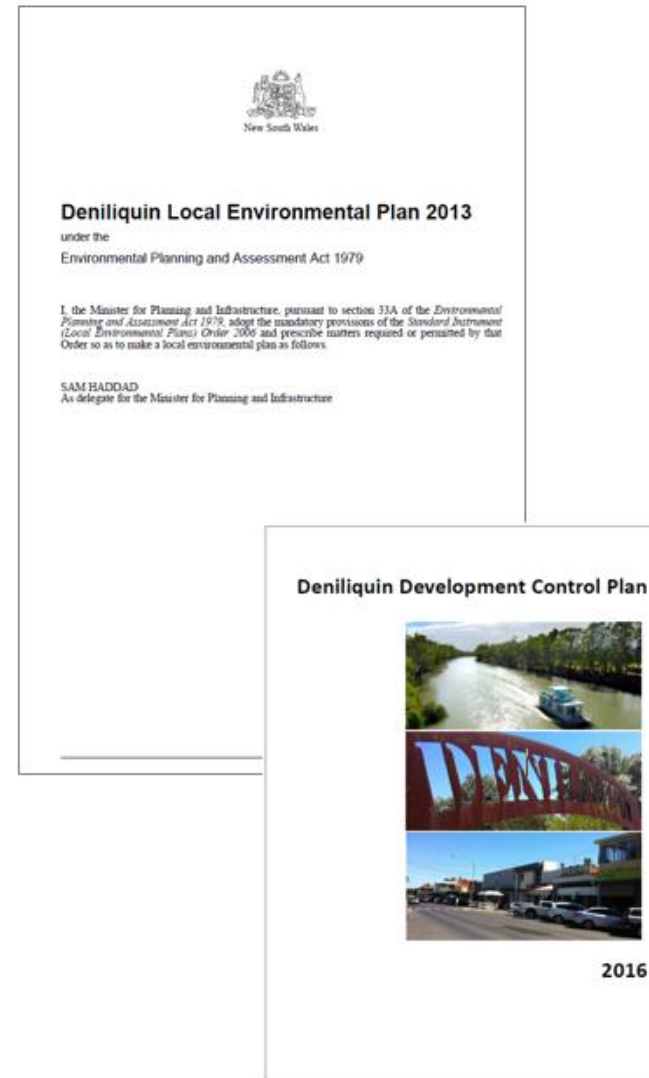 New South Wales
Deniliquin Local Environmental Plan 2013
under the
Environmental Planning and Assessment Act 1979
I, the Minister for Planning and Infrastructure, pursuant to section 33A of the Environmental
Planning and Assessment Act 1979, adopt the mandatory provisions of the Standard Instrument
(Local Environmental Plans) Order 2006 and prescribe matters required or permitted by that
Order so as to make a local environmental plan as follows.
SAM HADDAD
As delegate for the Minister for Planning and Infrastructure
Deniliquin Development Control Plan
2016